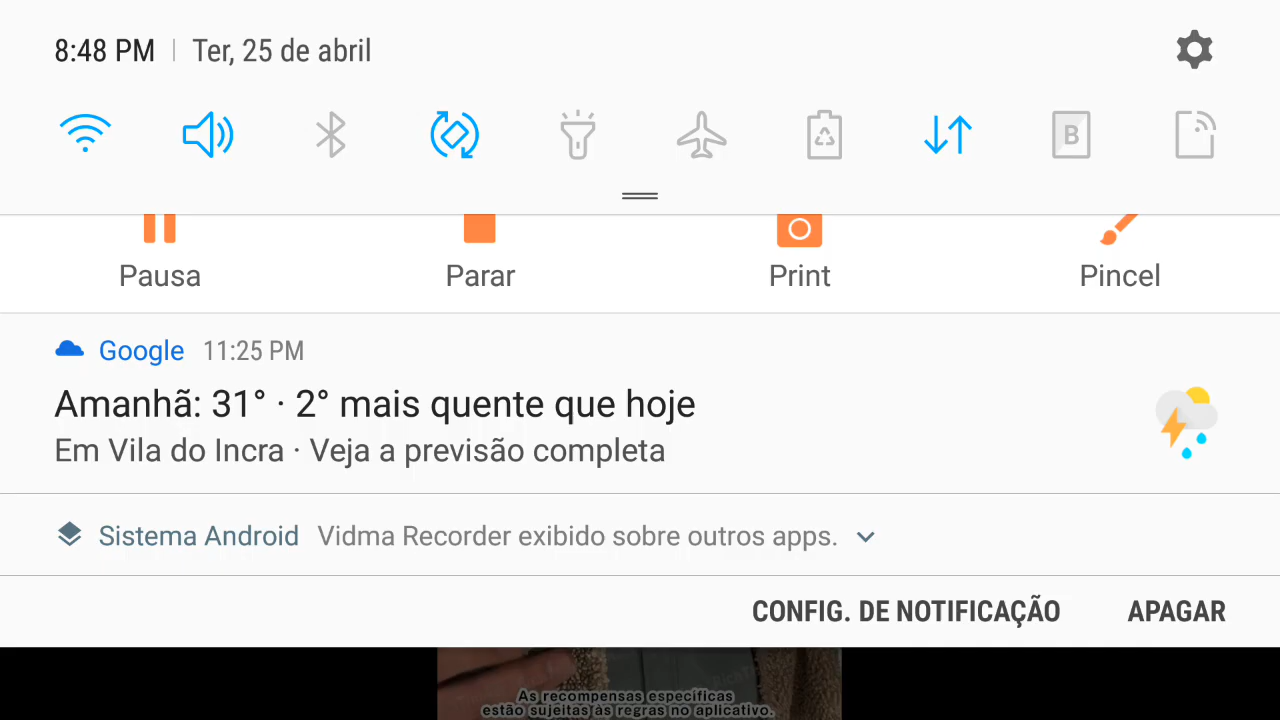 8:48 PM | Ter, 25 de abril
B
Pausa Parar Print Pincel
Google 11:25 PM
Amanhã: 31° · 2° mais quente que hoje
Em Vila do Incra · Veja a previsão completa
Sistema Android Vidma Recorder exibido sobre outros apps.
CONFIG. DE NOTIFICAÇÃO APAGAR
As recompensas específicas
estão sujeitas às regras no aplicativo.